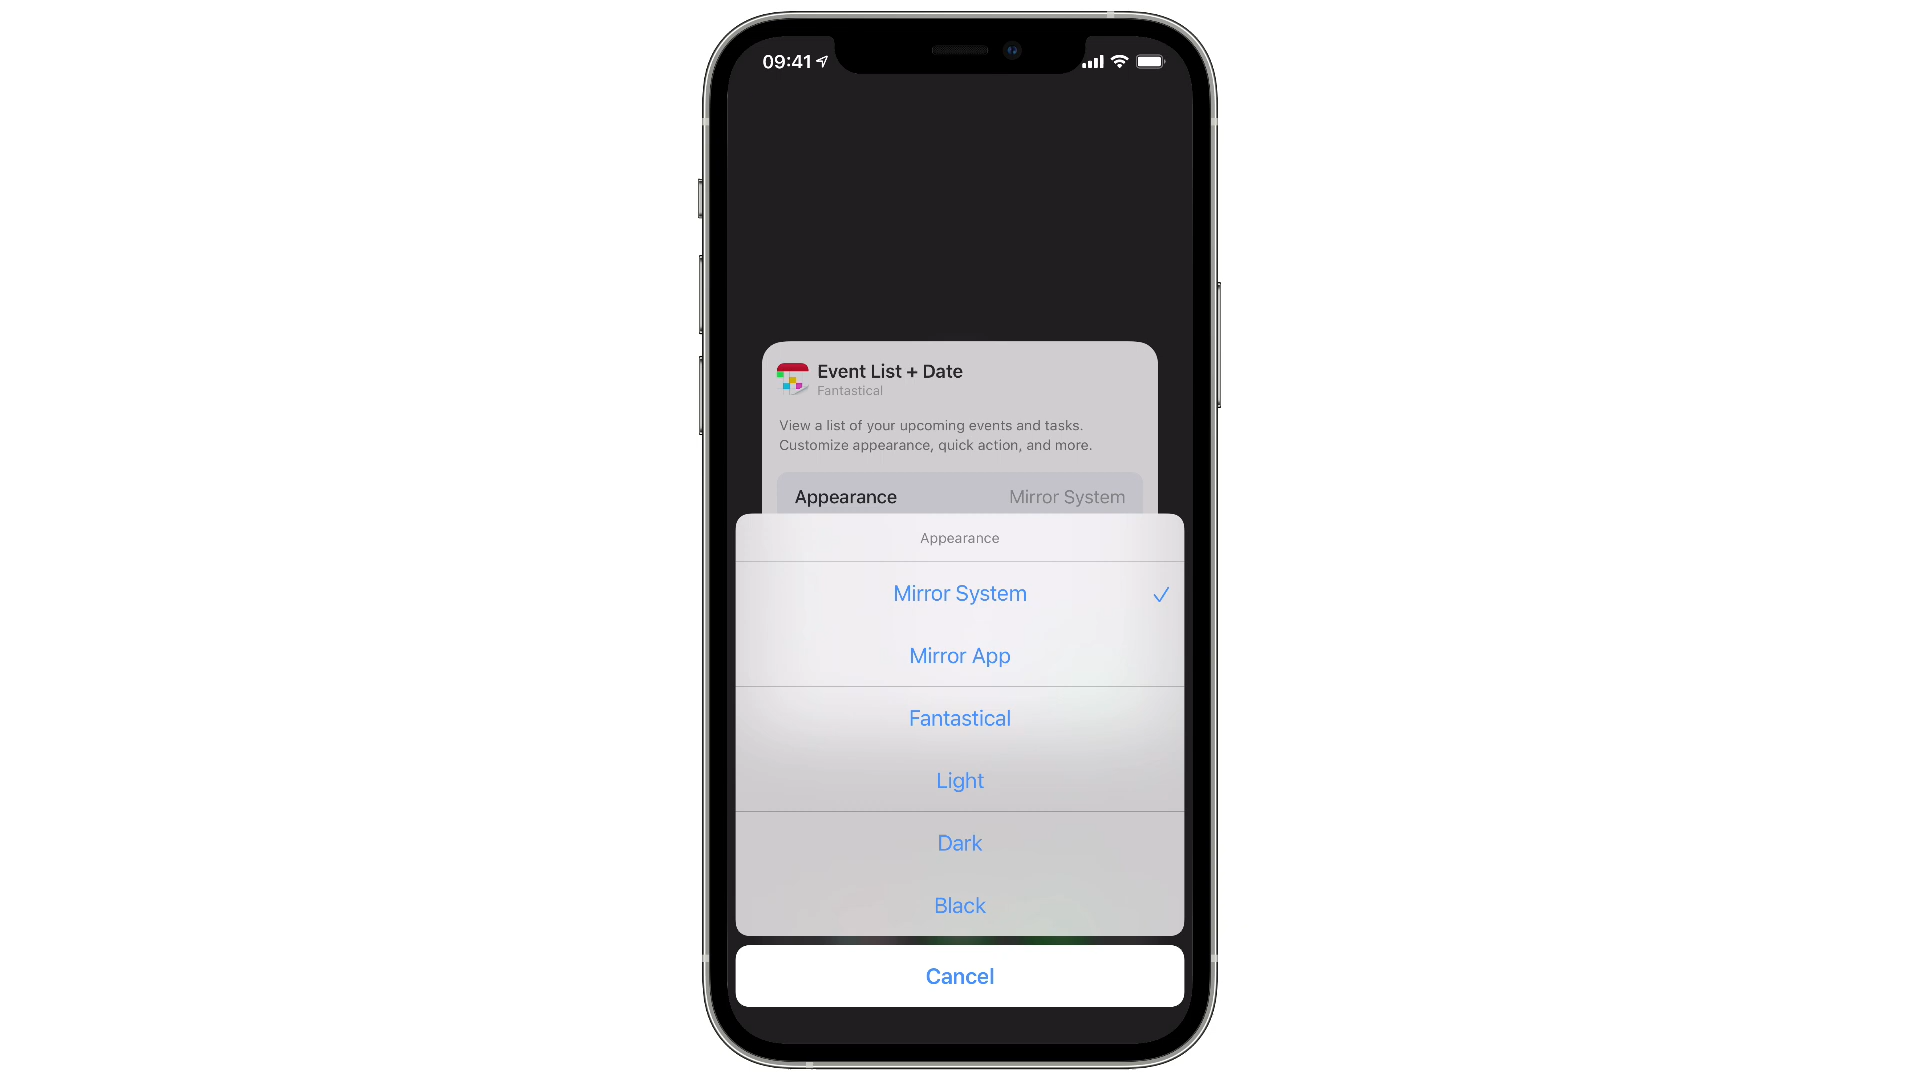 09:41
Event List + Date
Fantastical
View a list of your upcoming events and tasks.
Customize appearance, quick action, and more.
Appearance Mirror System
Appearance
Mirror System
Mirror App
Fantastical
Light
Dark
Black
Cancel